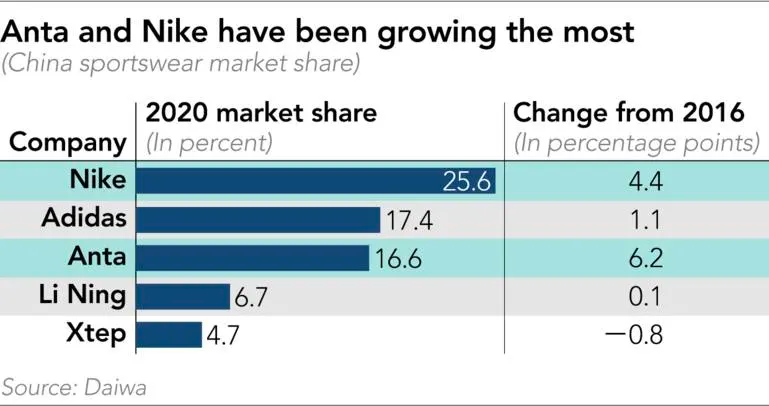 Anta and Nike have been growing the most
(China sportswear market share)
2020 market share Change from 2016
Company (In percent) (In percentage points)
Nike 25.6 4.4
Adidas 17.4 1.1
Anta 16.6 6.2
Li Ning 6.7 0.1
Xtep 4.7 —0.8
Source: Daiwa